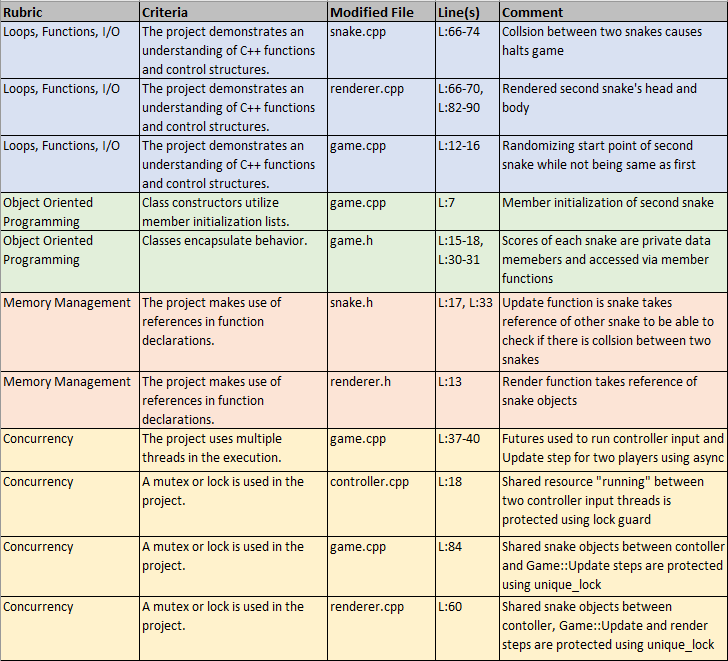 Rubric Criteria Modified File Line(s) Comment
Loops, Functions, I/O The project demonstrates an snake.cpp L:66-74 Collsion between two snakes causes
understanding of C++ functions halts game
and control structures.
Loops, Functions, I/O The project demonstrates an renderer.cpp L:66-70, Rendered second snake's head and
understanding of C++ functions L:82-90 body
and control structures.
Loops, Functions, I/O The project demonstrates an game.cpp L:12-16 Randomizing start point of second
understanding of C++ functions snake while not being same as first
and control structures.
Object Oriented Class constructors utilize game.cpp L:7 Member initialization of second snake
Programming member initialization lists.
Object Oriented Classes encapsulate behavior. game.h L:15-18, Scores of each snake are private data
Programming L:30-31 memebers and accessed via member
functions
Memory Management The project makes use of snake.h L:17, L:33 Update function is snake takes
references in function reference of other snake to be able to
declarations. check if there is collsion between two
snakes
Memory Management The project makes use of renderer.h L:13 Render function takes reference of
references in function snake objects
declarations.
Concurrency The project uses multiple game.cpp L:37-40 Futures used to run controller input and
threads in the execution. Update step for two players using async
Concurrency A mutex or lock is used in the controller.cpp L:18 Shared resource "running" between
project. two controller input threads is
protected using lock guard
Concurrency A mutex or lock is used in the game.cpp L:84 Shared snake objects between contoller
project. and Game::Update steps are protected
using unique_lock
Concurrency A mutex or lock is used in the renderer.cpp L:60 Shared snake objects between
project. contoller, Game::Update and render
steps are protected using unique_lock